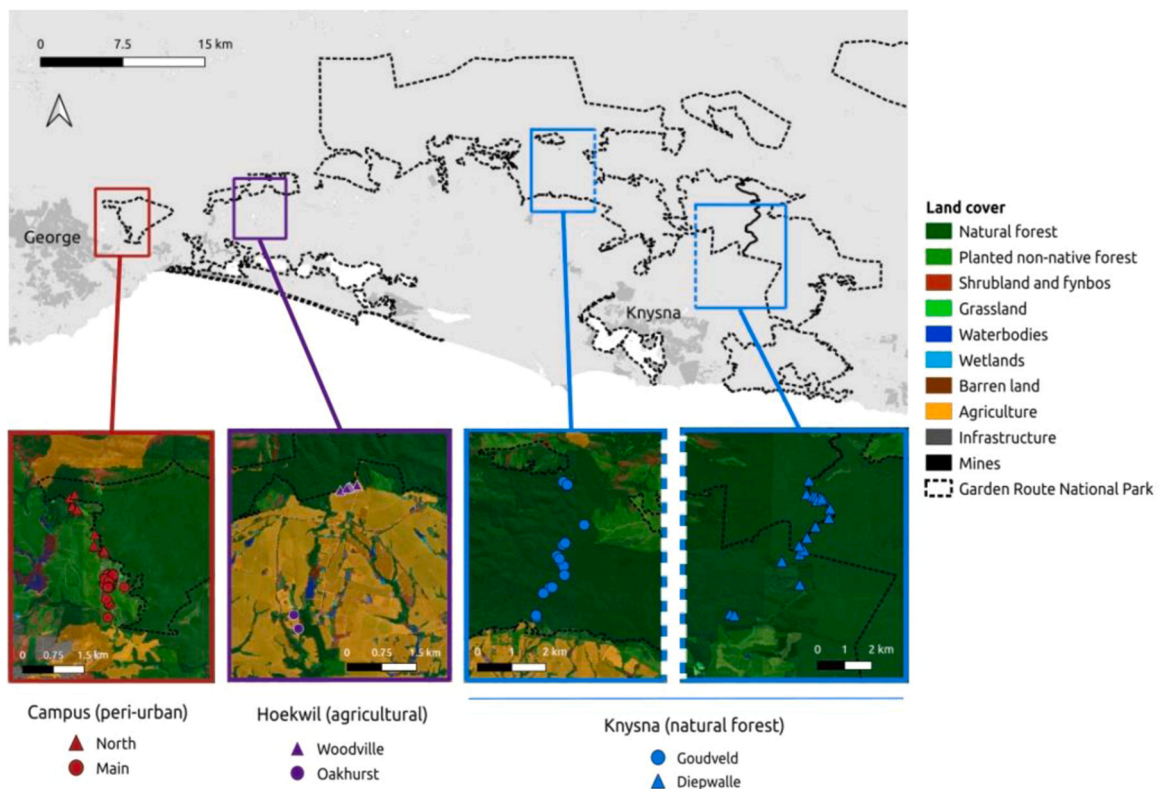 0 7.5 15 km
George
Knysna
Land cover
Natural forest
Planted non-native forest
Shrubland and fynbos
Grassland
Waterbodies
Wetlands
Barren land
Agriculture
Infrastructure
Mines
Garden Route National Park
0 0.75 1.5 km
0 0.75 1.5 km
0 1 2 km
0 1 2 km
Campus (peri-urban)
North
Main
Hoekwil (agricultural)
Woodville
Oakhurst
Knysna (natural forest)
Goudveld
Diepwalle